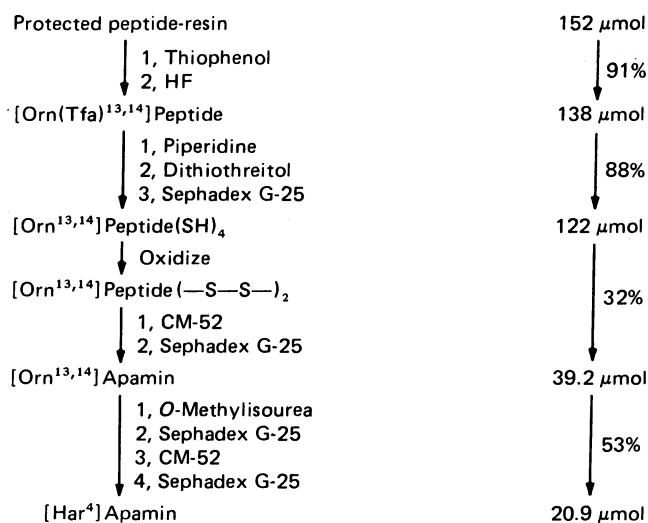 Protected peptide-resin 152 μmol
1, Thiophenol
2, HF
91%
[Orn(Tfa)¹³,¹⁴] Peptide 138 μmol
1, Piperidine
2, Dithiothreitol
3, Sephadex G-25
88%
[Orn¹³,¹⁴] Peptide(SH)₄ 122 μmol
Oxidize
[Orn¹³,¹⁴] Peptide(—S—S—)₂
32%
1, CM-52
2, Sephadex G-25
[Orn¹³,¹⁴] Apamin 39.2 μmol
1, O-Methylisourea
2, Sephadex G-25
3, CM-52
4, Sephadex G-25
53%
[Har⁴] Apamin 20.9 μmol